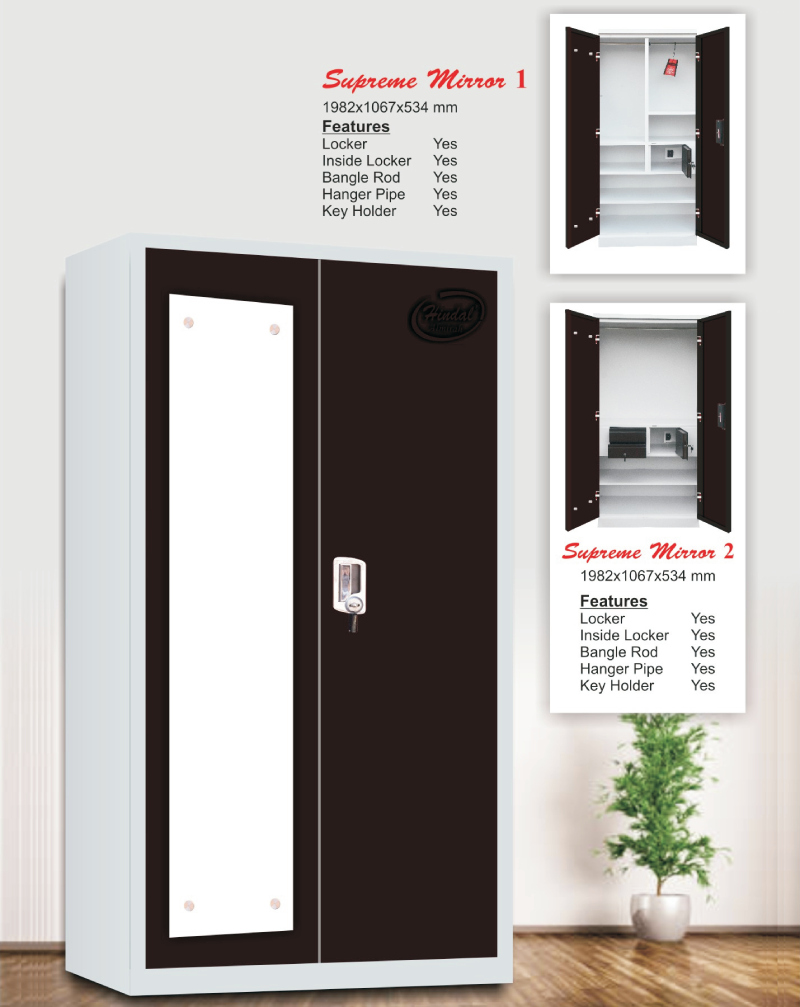 Supreme Mirror 1
1982x1067x534 mm
Features
Locker Yes
Inside Locker Yes
Bangle Rod Yes
Hanger Pipe Yes
Key Holder Yes
Hindal
Supreme Mirror 2
1982x1067x534 mm
Features
Locker Yes
Inside Locker Yes
Bangle Rod Yes
Hanger Pipe Yes
Key Holder Yes